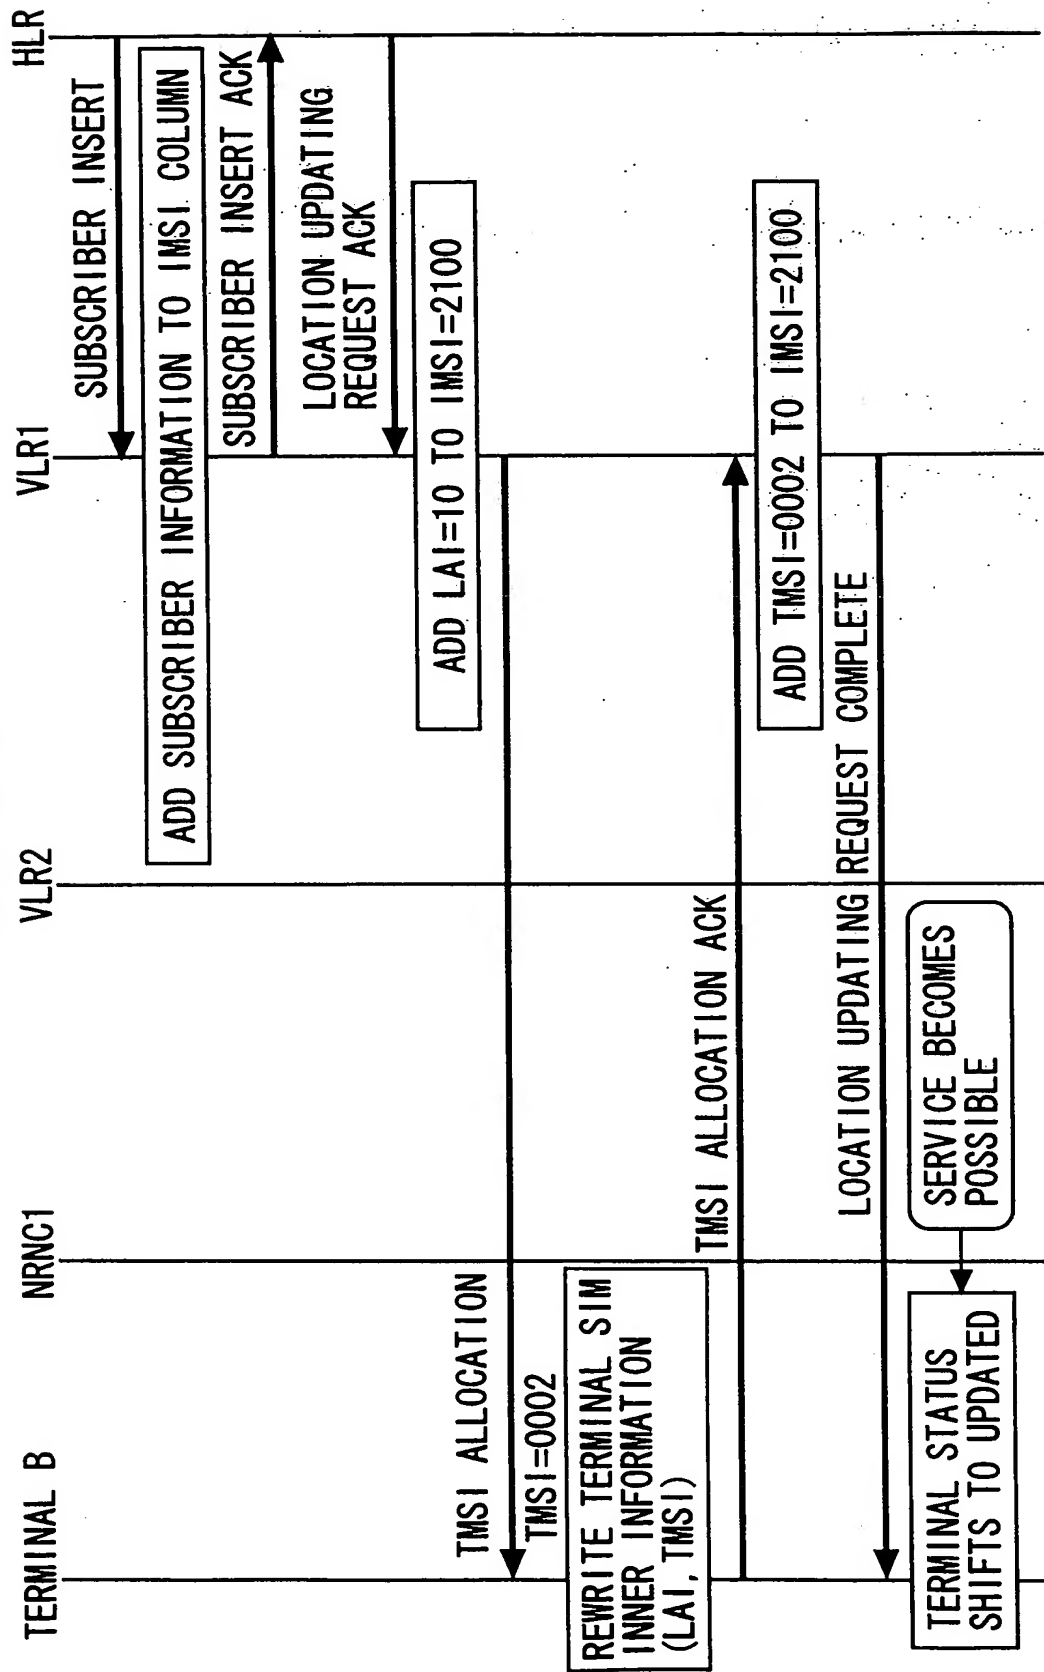 TERMINAL B
NRNC1
VLR2
VLR1
HLR
SUBSCRIBER INSERT
ADD SUBSCRIBER INFORMATION TO IMSI COLUMN
SUBSCRIBER INSERT ACK
LOCATION UPDATING
REQUEST ACK
ADD LAI=10 TO IMSI=2100
TMSI ALLOCATION
TMSI=0002
REWRITE TERMINAL SIM
INNER INFORMATION
(LAI, TMSI)
TMSI ALLOCATION ACK
ADD TMSI=0002 TO IMSI=2100
LOCATION UPDATING REQUEST COMPLETE
SERVICE BECOMES
POSSIBLE
TERMINAL STATUS
SHIFTS TO UPDATED